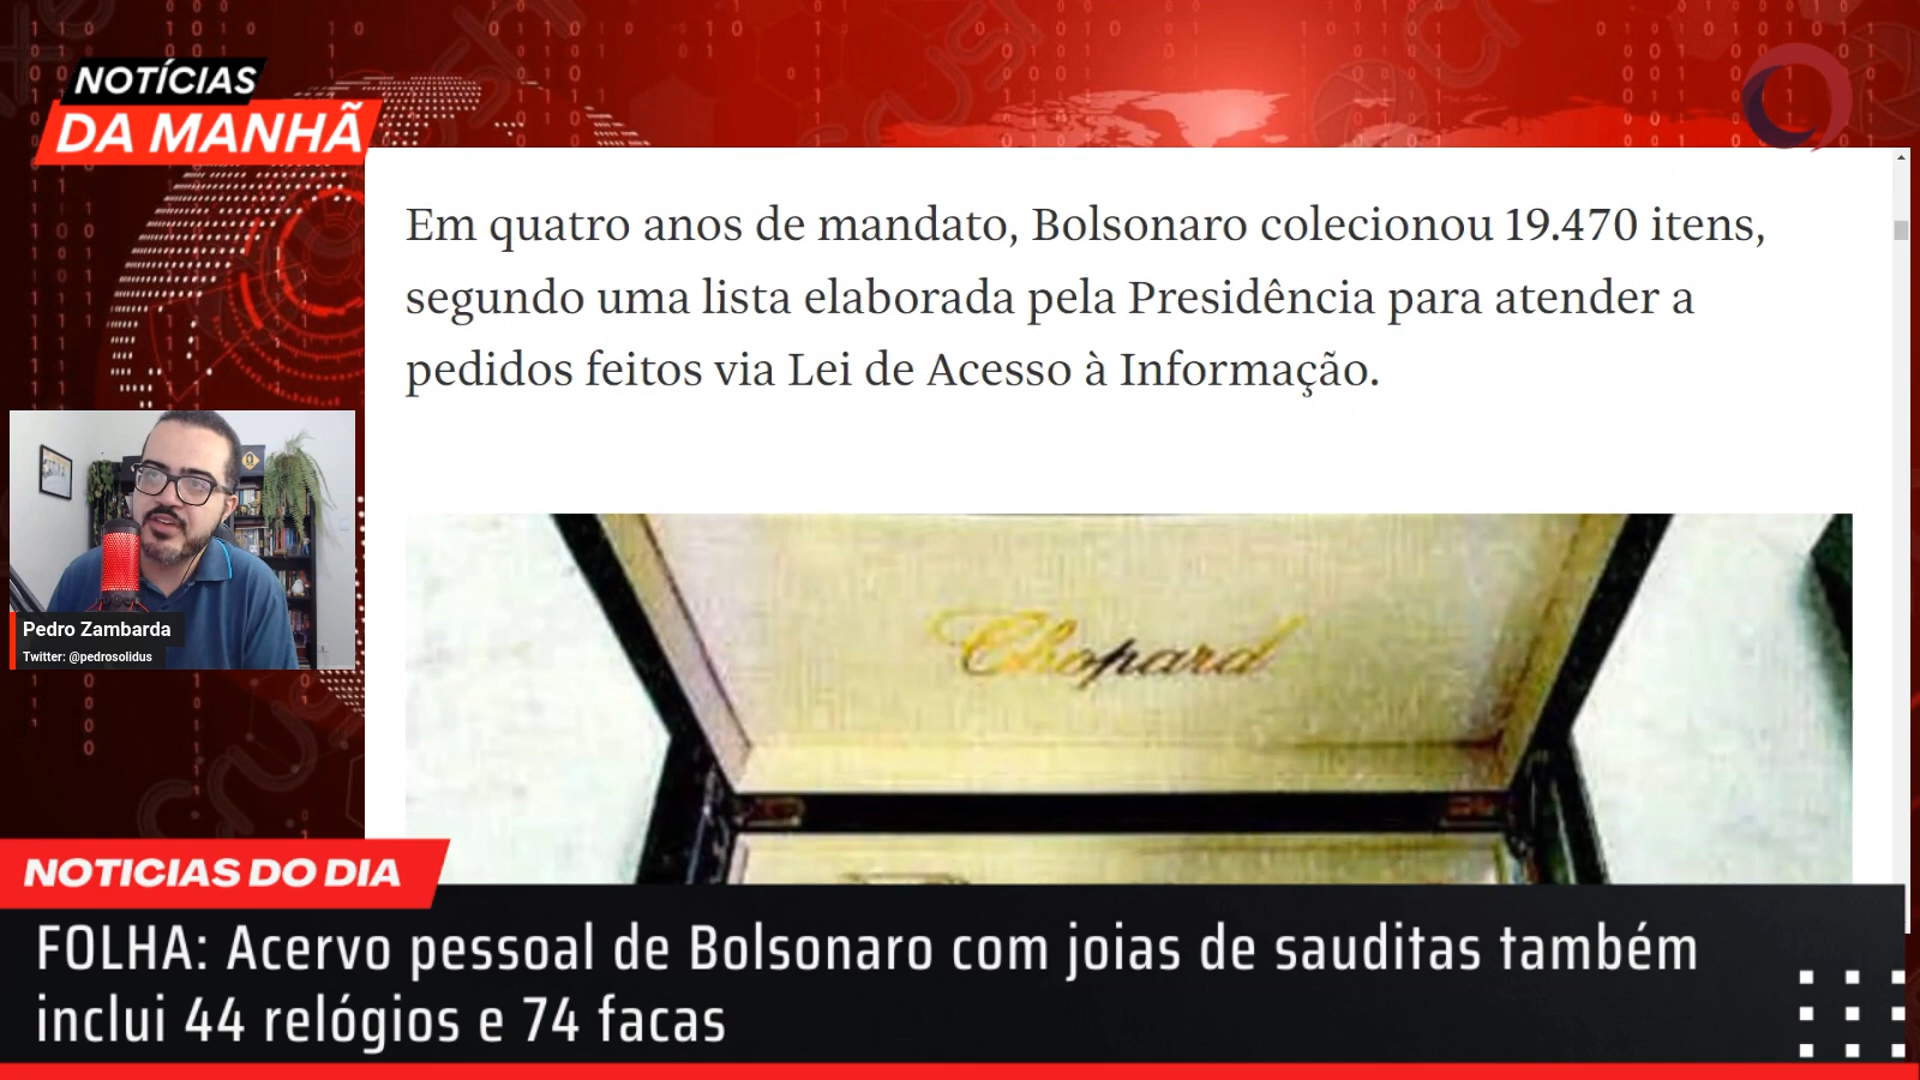 NOTÍCIAS
DA MANHÃ
Em quatro anos de mandato, Bolsonaro colecionou 19.470 itens,
segundo uma lista elaborada pela Presidência para atender a
pedidos feitos via Lei de Acesso à Informação.
Chopard
Pedro Zambarda
Twitter: @pedrosolidus
NOTICIAS DO DIA
FOLHA: Acervo pessoal de Bolsonaro com joias de sauditas também
inclui 44 relógios e 74 facas